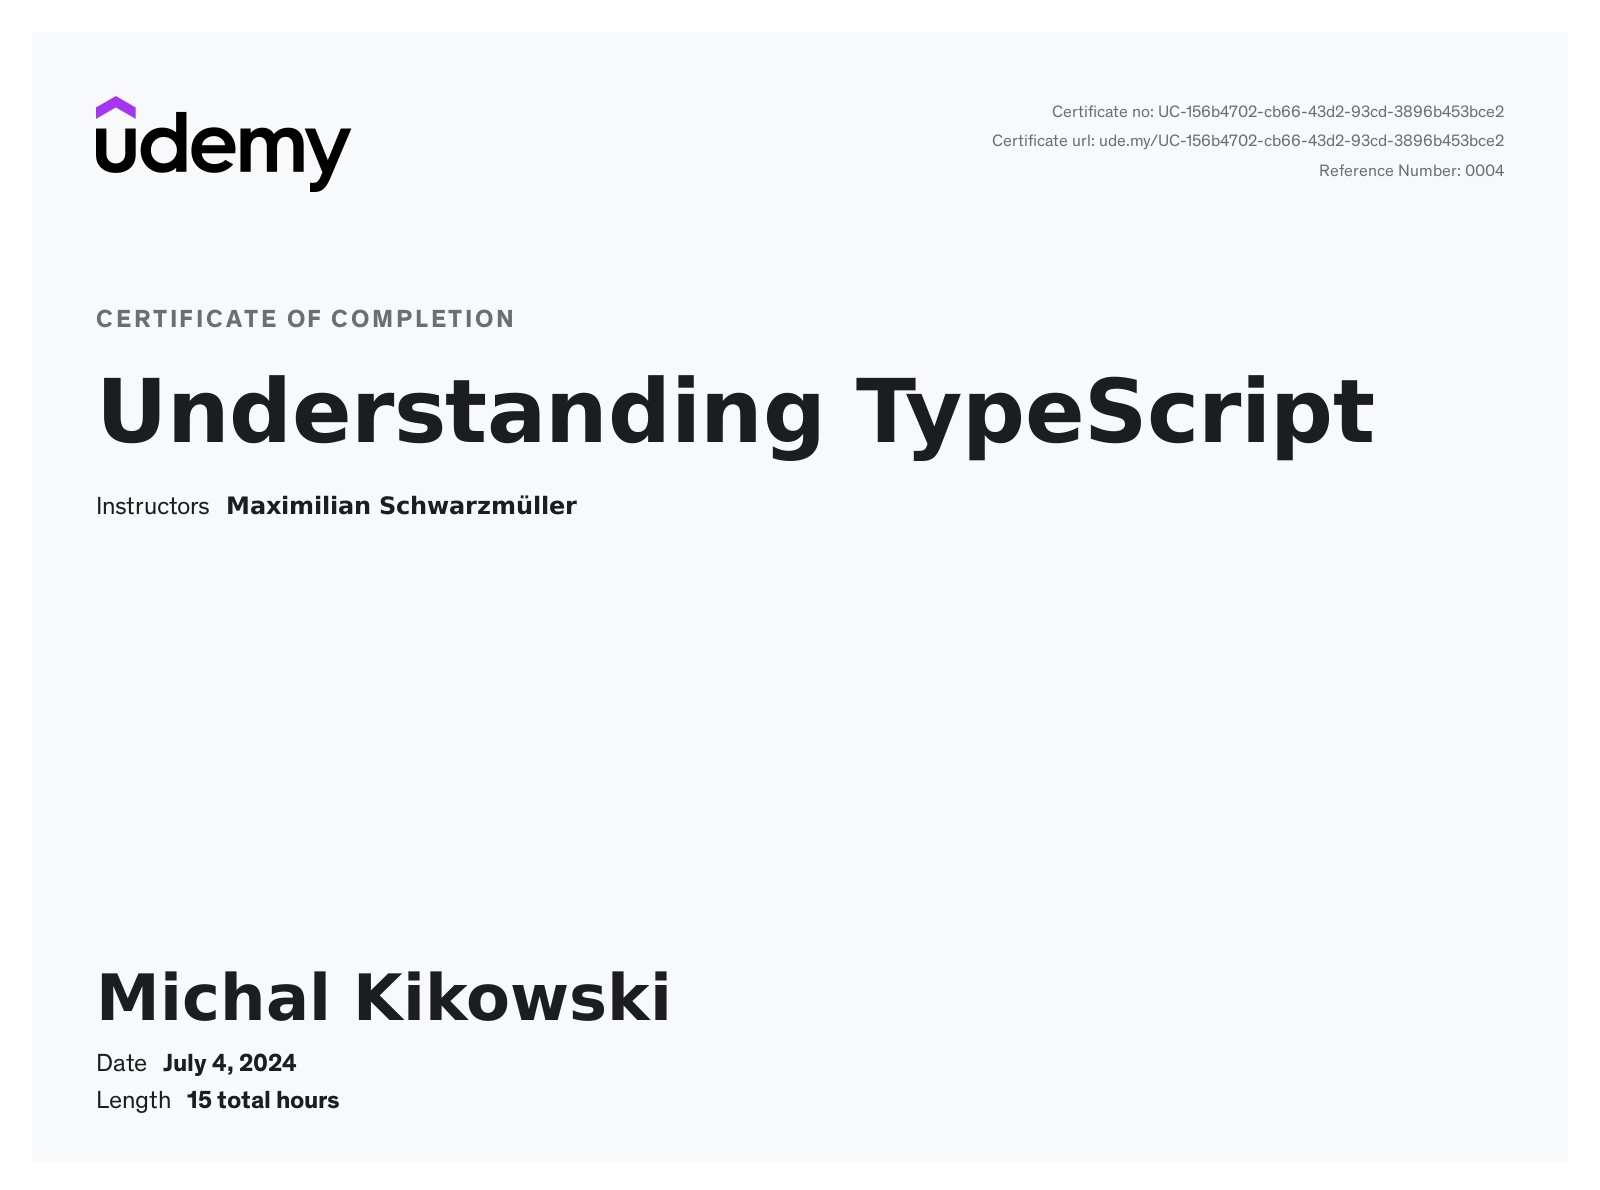 udemy
Certificate no: UC-156b4702-cb66-43d2-93cd-3896b453bce2
Certificate url: ude.my/UC-156b4702-cb66-43d2-93cd-3896b453bce2
Reference Number: 0004
CERTIFICATE OF COMPLETION
Understanding TypeScript
Instructors Maximilian Schwarzmüller
Michal Kikowski
Date July 4, 2024
Length 15 total hours